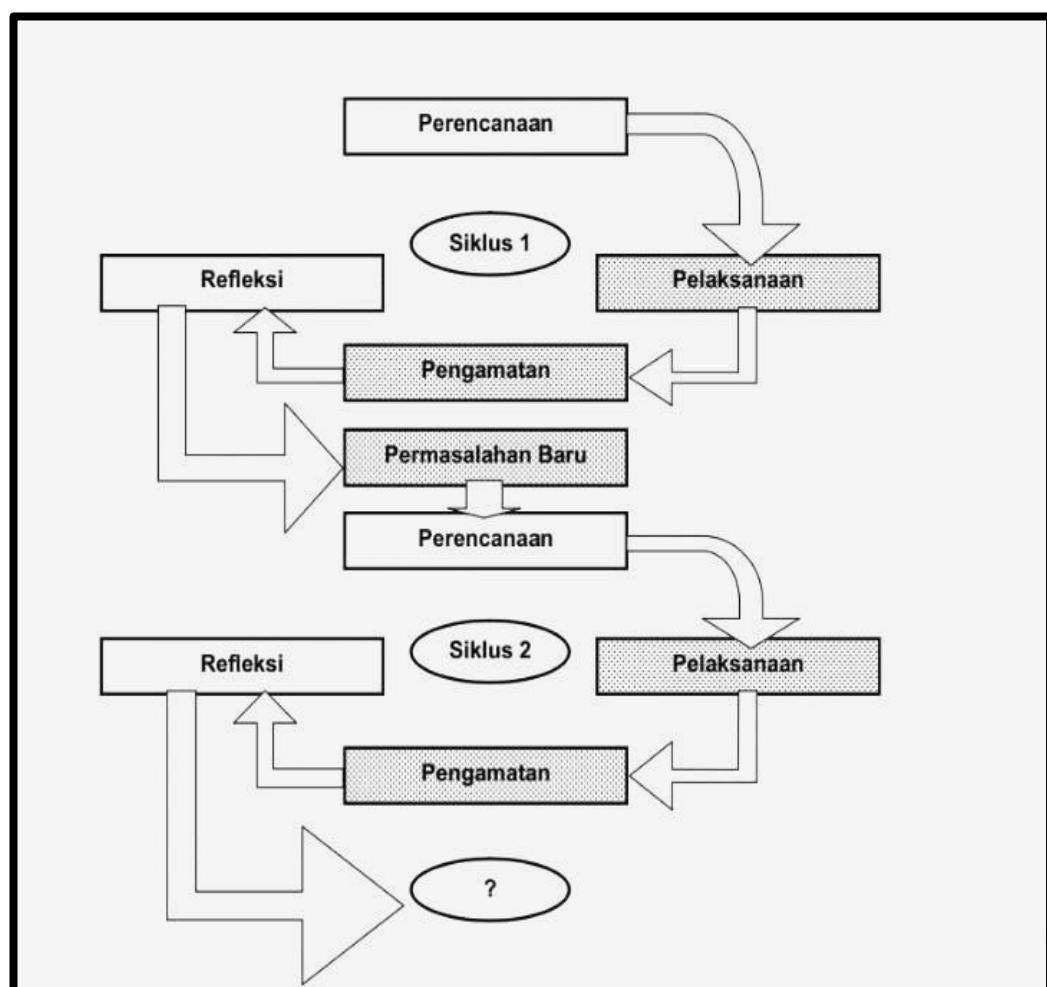 Perencanaan
Siklus 1
Refleksi
Pelaksanaan
Pengamatan
Permasalahan Baru
Perencanaan
Siklus 2
Refleksi
Pelaksanaan
Pengamatan
?